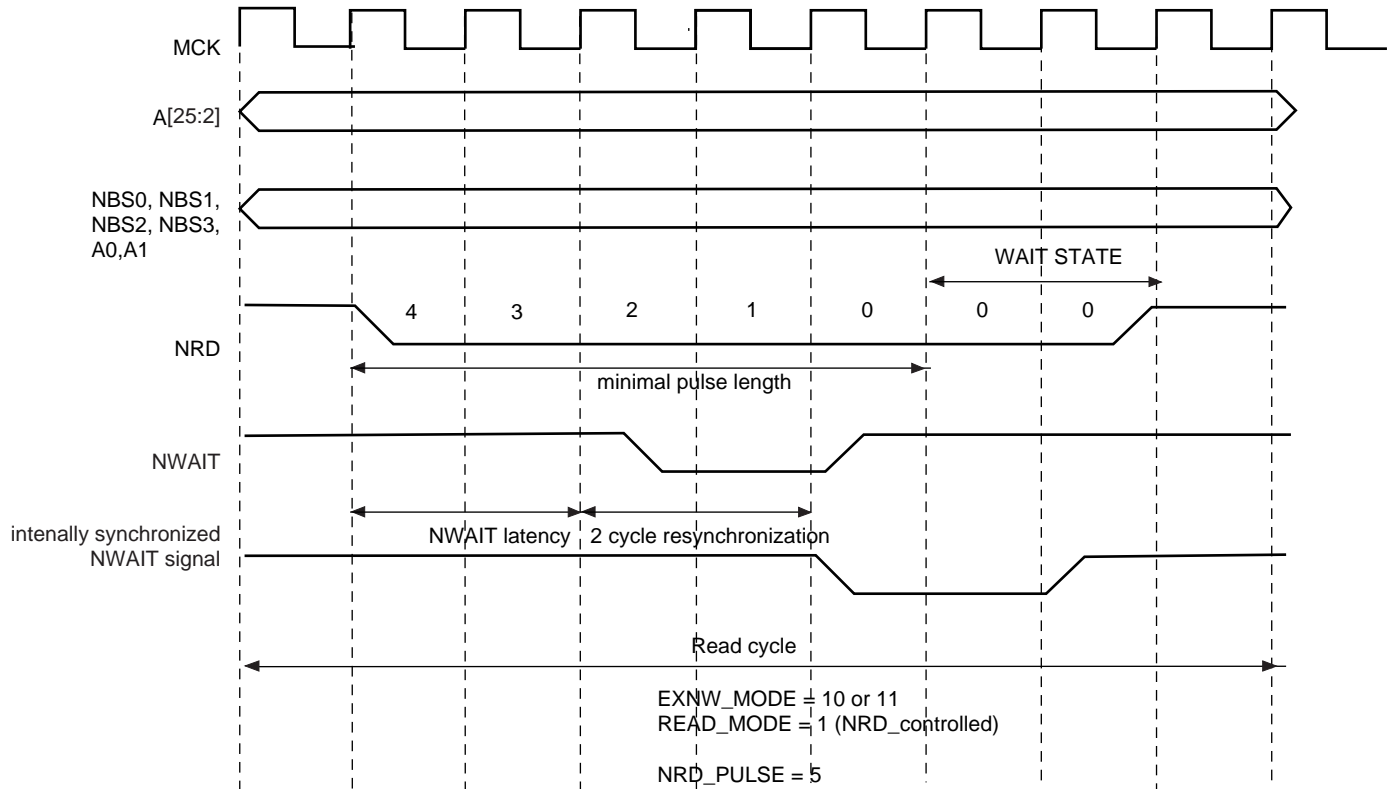 MCK
A[25:2]
NBS0, NBS1,
NBS2, NBS3,
A0,A1
WAIT STATE
4 3 2 1 0 0 0
NRD
minimal pulse length
NWAIT
NWAIT latency 2 cycle resynchronization
intenally synchronized
NWAIT signal
Read cycle
EXNW_MODE = 10 or 11
READ_MODE = 1 (NRD_controlled)
NRD_PULSE = 5